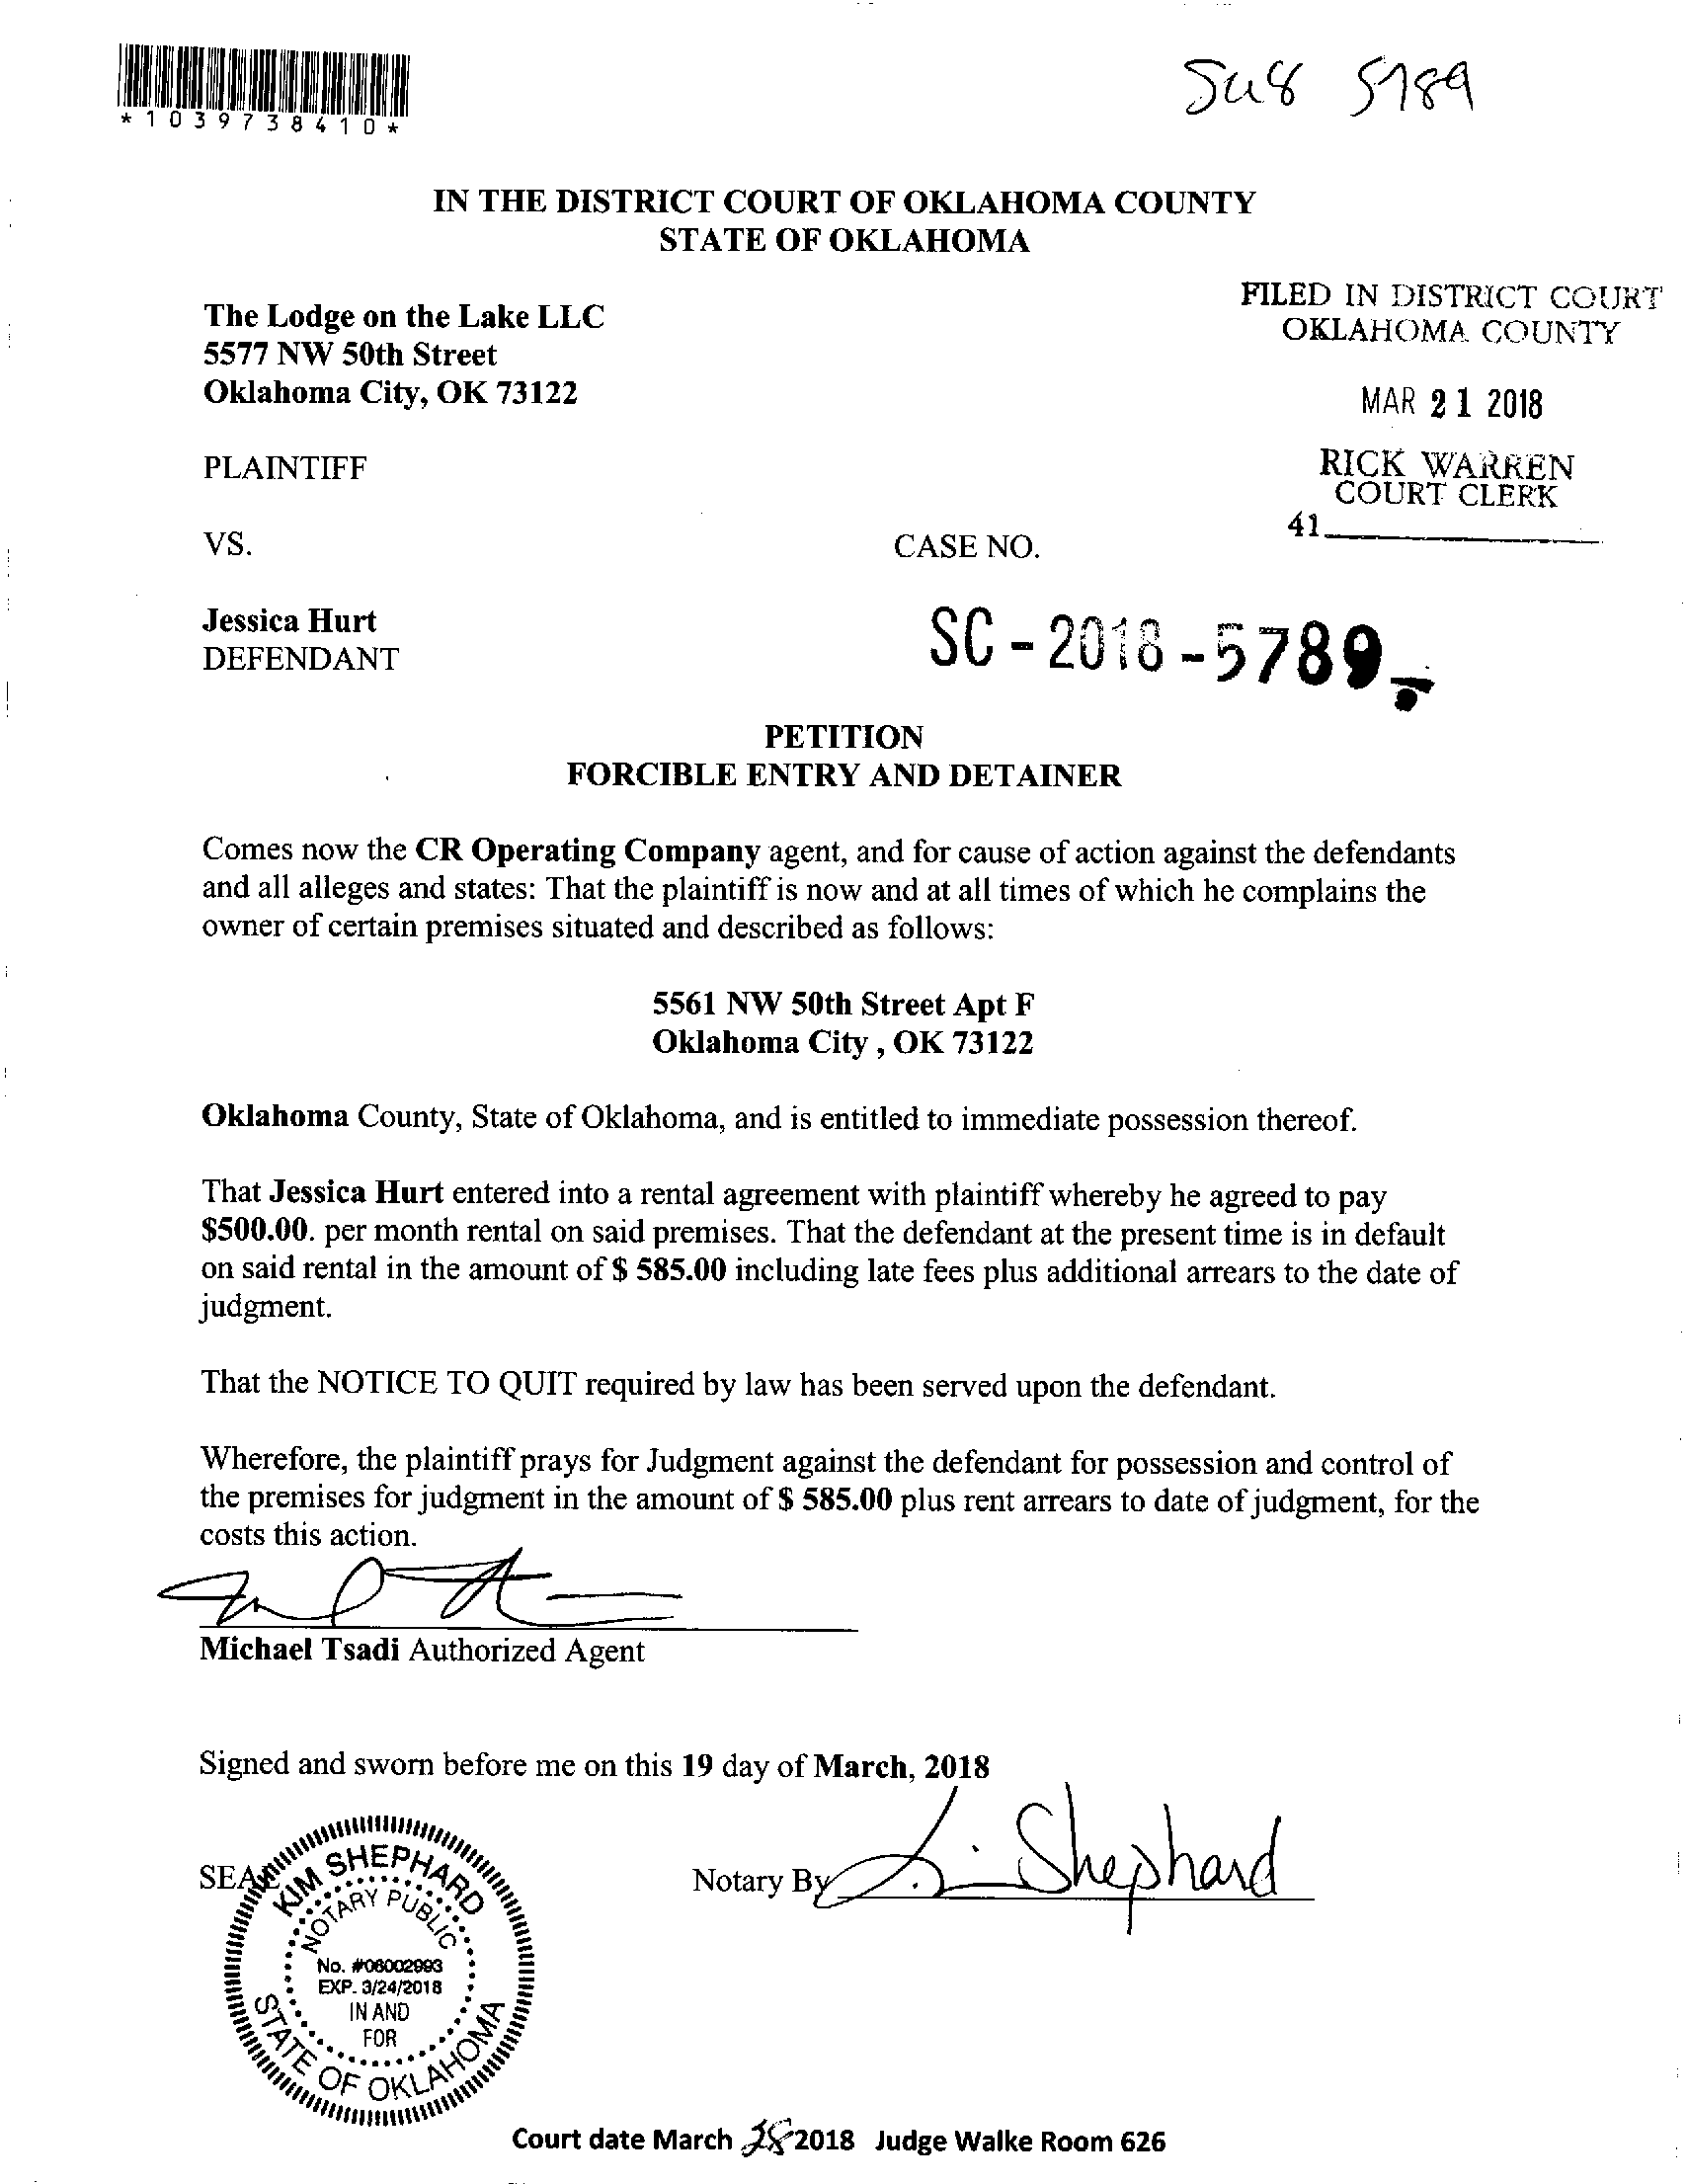 *1039738410*
5789
IN THE DISTRICT COURT OF OKLAHOMA COUNTY
STATE OF OKLAHOMA
FILED IN DISTRICT COURT
OKLAHOMA COUNTY
MAR 21 2018
RICK WARREN
COURT CLERK
41
The Lodge on the Lake LLC
5577 NW 50th Street
Oklahoma City, OK 73122
PLAINTIFF
VS.
CASE NO.
Jessica Hurt
DEFENDANT
SC-2018-5789
PETITION
FORCIBLE ENTRY AND DETAINER
Comes now the CR Operating Company agent, and for cause of action against the defendants
and all alleges and states: That the plaintiff is now and at all times of which he complains the
owner of certain premises situated and described as follows:
5561 NW 50th Street Apt F
Oklahoma City , OK 73122
Oklahoma County, State of Oklahoma, and is entitled to immediate possession thereof.
That Jessica Hurt entered into a rental agreement with plaintiff whereby he agreed to pay
$500.00. per month rental on said premises. That the defendant at the present time is in default
on said rental in the amount of $ 585.00 including late fees plus additional arrears to the date of
judgment.
That the NOTICE TO QUIT required by law has been served upon the defendant.
Wherefore, the plaintiff prays for Judgment against the defendant for possession and control of
the premises for judgment in the amount of $ 585.00 plus rent arrears to date of judgment, for the
costs this action.
Michael Tsadi Authorized Agent
Signed and sworn before me on this 19 day of March, 2018
SEAL
KIM SHEPHARD
NOTARY PUBLIC
No. #06002993
EXP. 3/24/2018
IN AND
FOR
STATE OF OKLAHOMA
Notary By Shephard
Court date March 28 2018 Judge Walke Room 626